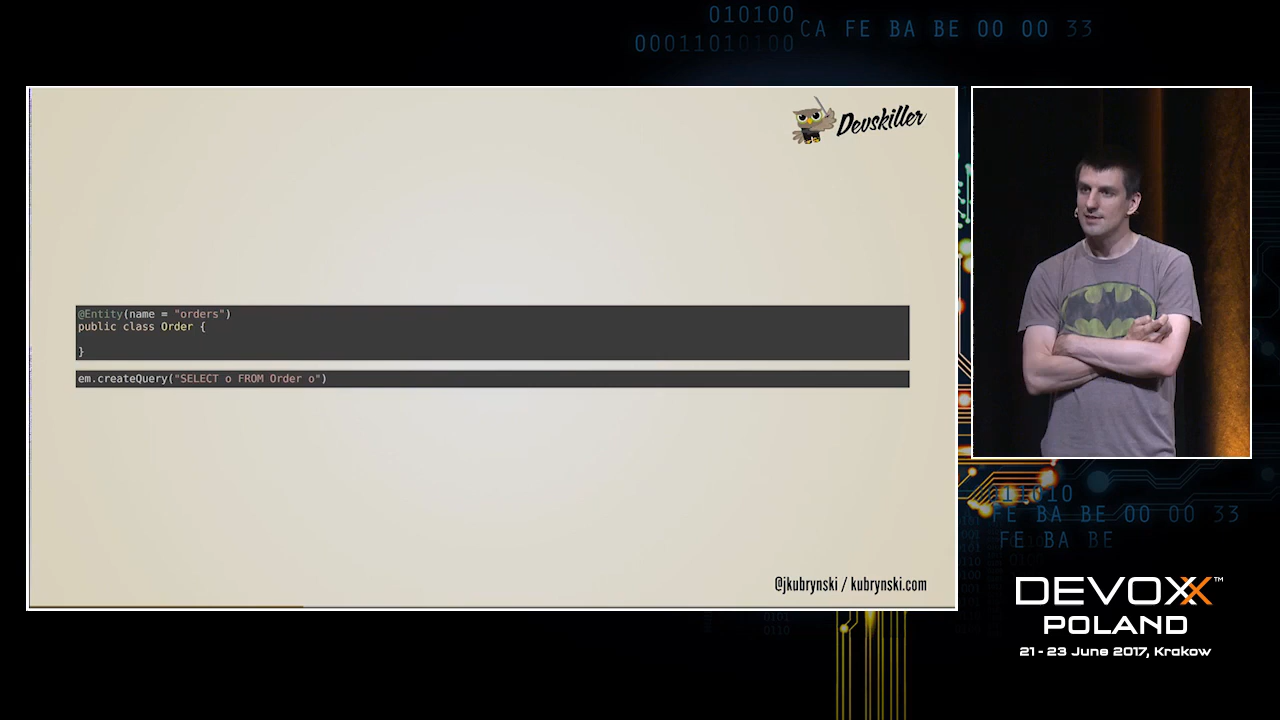 010100
CA FE BA BE 00 00 33
00011010100
Devskiller
@Entity(name = "orders")
public class Order {
}
em.createQuery("SELECT o FROM Order o")
@jkubrynski / kubrynski.com
011010
FE BA BE 00 00 33
FE BA BE
DEVOXX™
POLAND
21 - 23 June 2017, Krakow